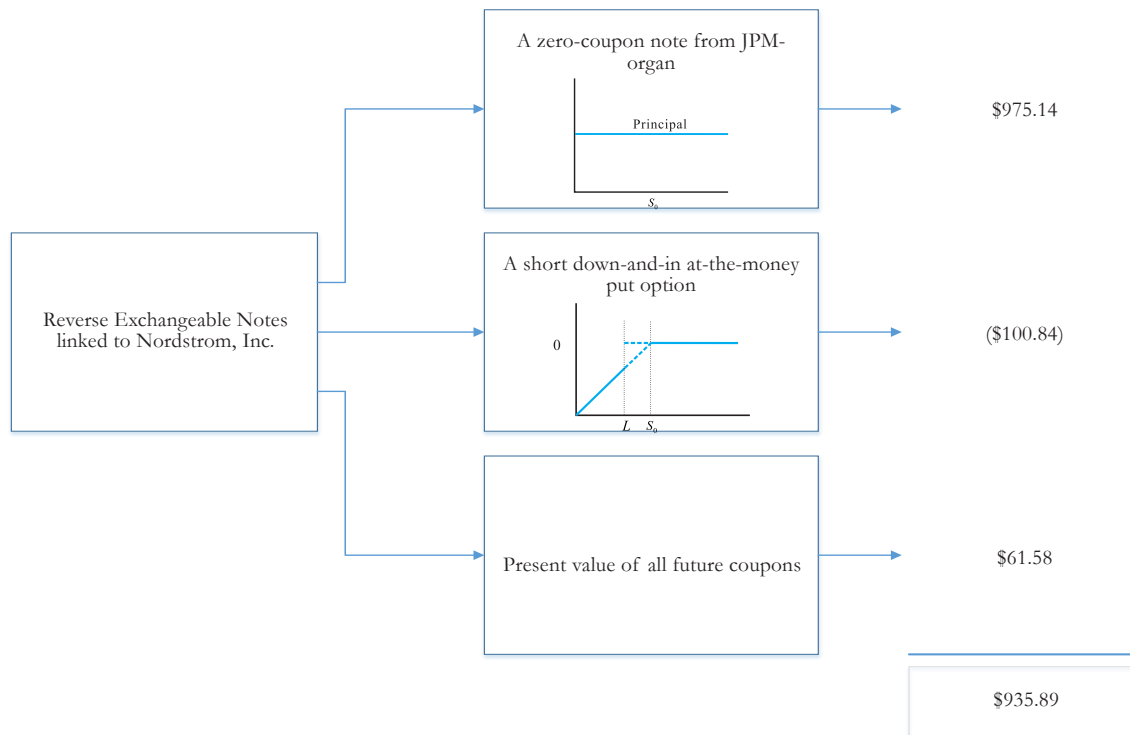 A zero-coupon note from JPM-
organ
Principal
S₀
$975.14
Reverse Exchangeable Notes
linked to Nordstrom, Inc.
A short down-and-in at-the-money
put option
0
L S₀
($100.84)
Present value of all future coupons
$61.58
$935.89